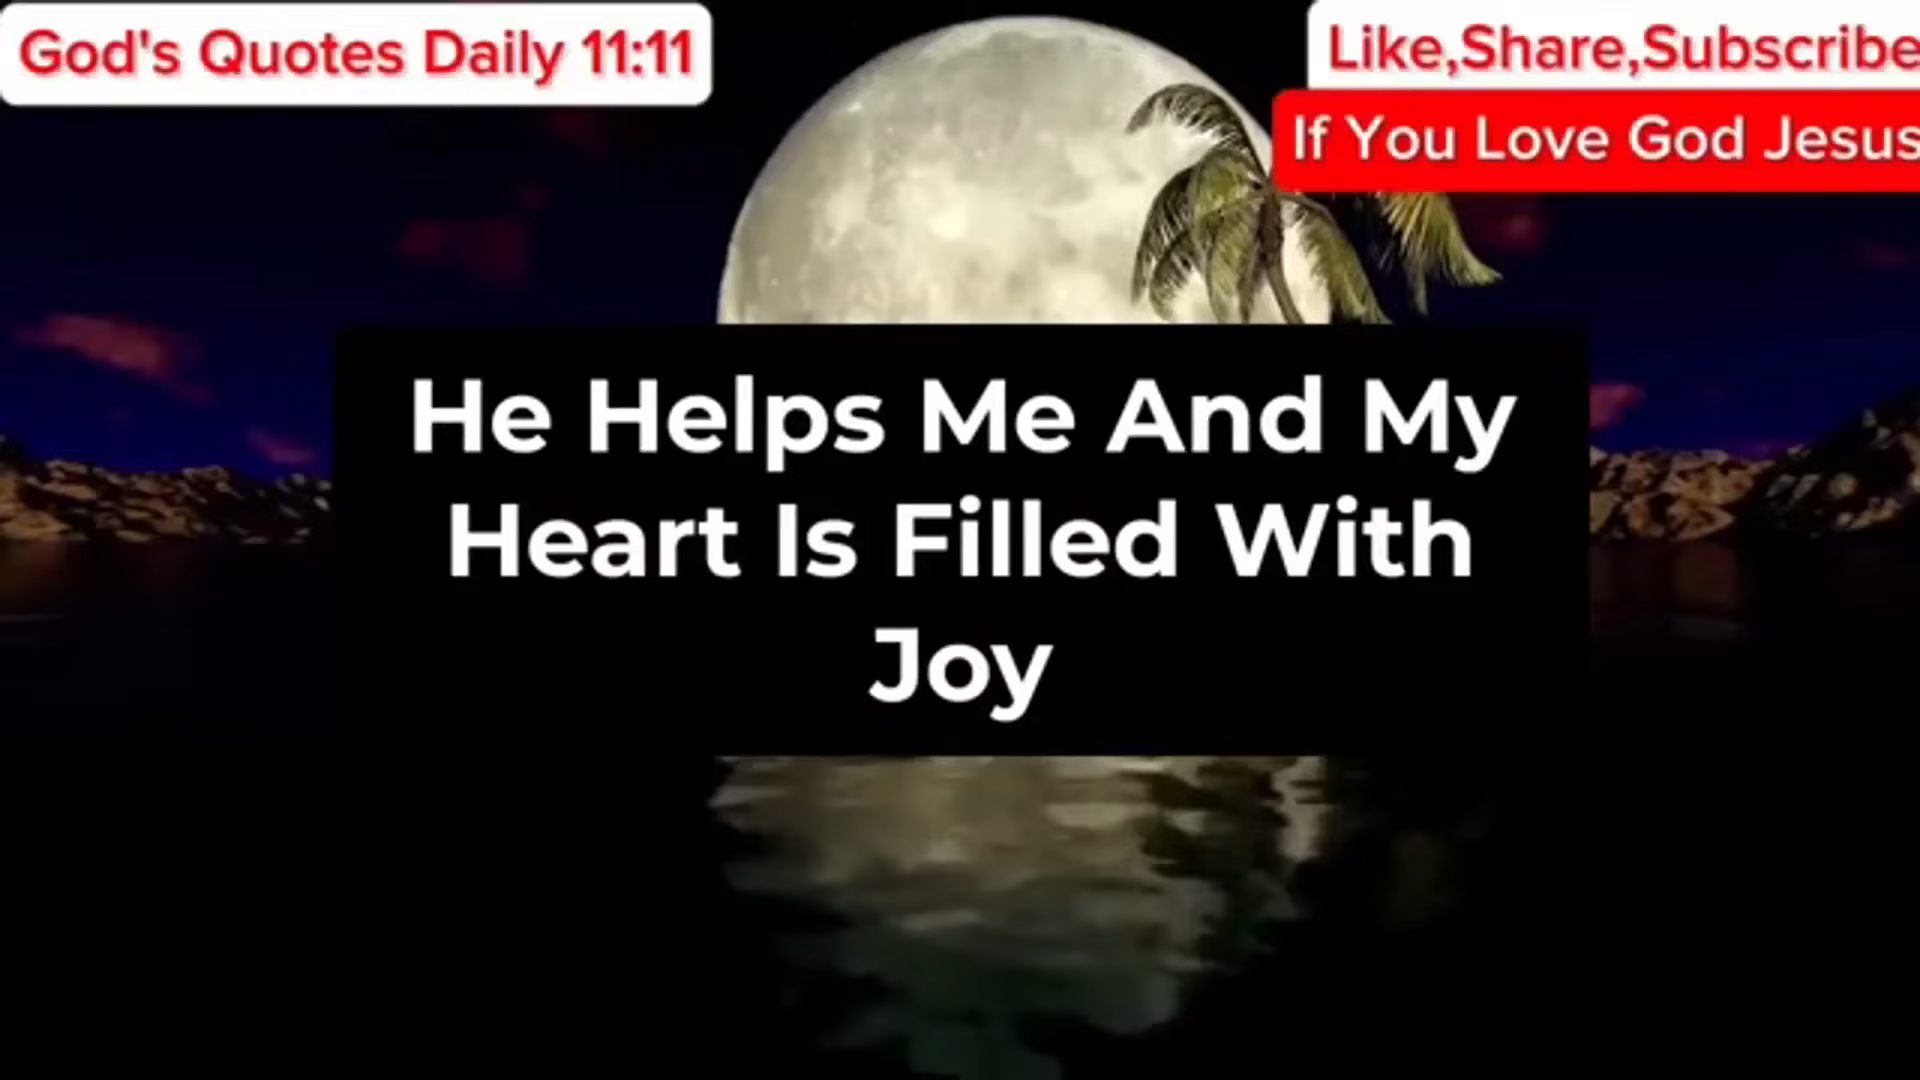 God's Quotes Daily 11:11
Like,Share,Subscribe
If You Love God Jesus
He Helps Me And My
Heart Is Filled With
Joy